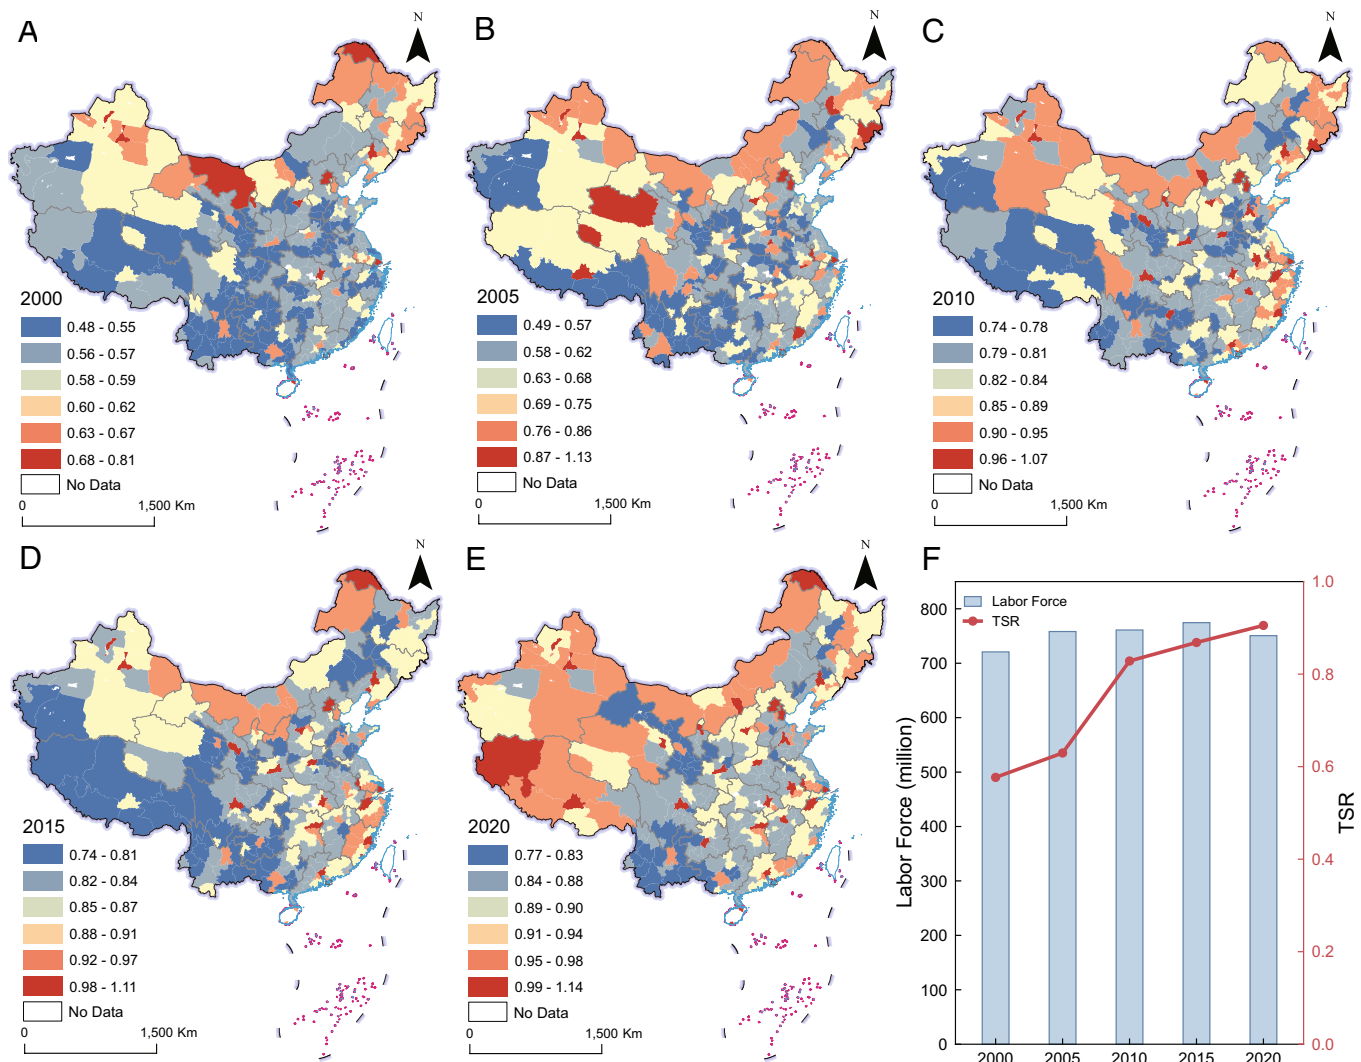 A
N
2000
0.48 - 0.55
0.56 - 0.57
0.58 - 0.59
0.60 - 0.62
0.63 - 0.67
0.68 - 0.81
No Data
0
1,500 Km
B
N
2005
0.49 - 0.57
0.58 - 0.62
0.63 - 0.68
0.69 - 0.75
0.76 - 0.86
0.87 - 1.13
No Data
0
1,500 Km
C
N
2010
0.74 - 0.78
0.79 - 0.81
0.82 - 0.84
0.85 - 0.89
0.90 - 0.95
0.96 - 1.07
No Data
0
1,500 Km
D
N
2015
0.74 - 0.81
0.82 - 0.84
0.85 - 0.87
0.88 - 0.91
0.92 - 0.97
0.98 - 1.11
No Data
0
1,500 Km
E
N
2020
0.77 - 0.83
0.84 - 0.88
0.89 - 0.90
0.91 - 0.94
0.95 - 0.98
0.99 - 1.14
No Data
0
1,500 Km
F
Labor Force
TSR
Labor Force (million)
800
700
600
500
400
300
200
100
0
1.0
0.8
0.6
0.4
0.2
0.0
TSR
2000 2005 2010 2015 2020